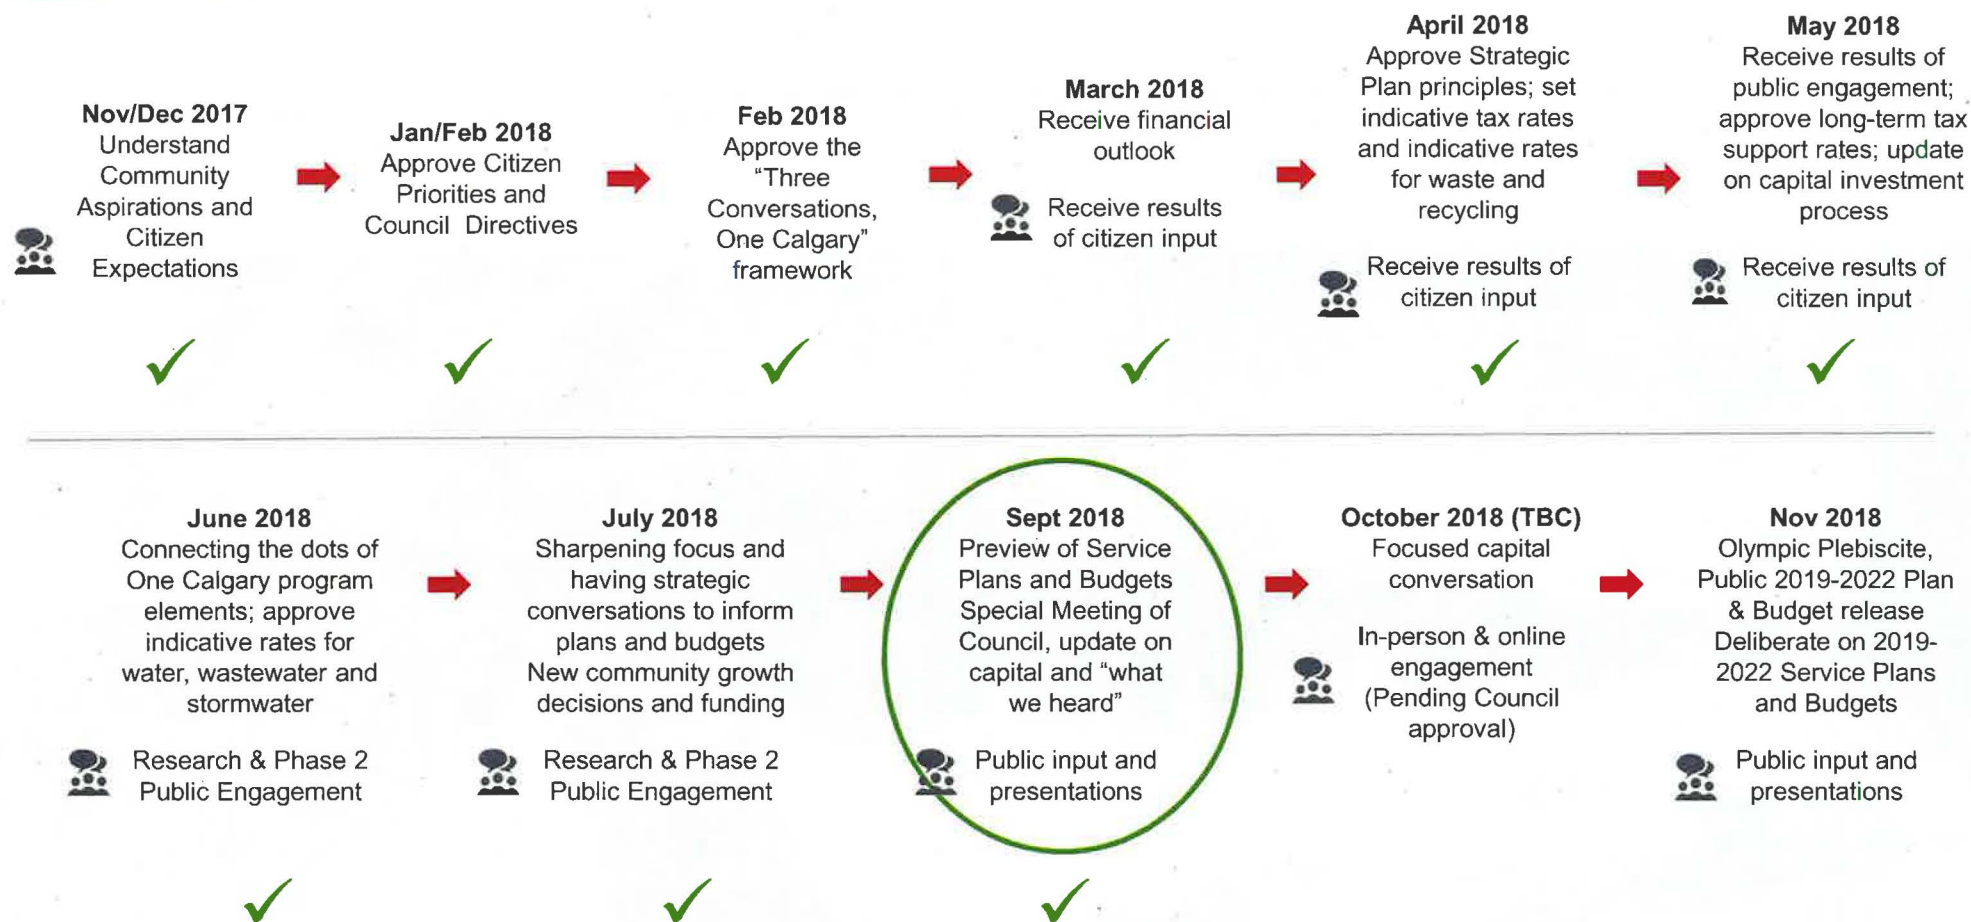 Nov/Dec 2017
Understand
Community
Aspirations and
Citizen
Expectations
Jan/Feb 2018
Approve Citizen
Priorities and
Council Directives
Feb 2018
Approve the
“Three
Conversations,
One Calgary”
framework
March 2018
Receive financial
outlook
Receive results
of citizen input
April 2018
Approve Strategic
Plan principles; set
indicative tax rates
and indicative rates
for waste and
recycling
Receive results of
citizen input
May 2018
Receive results of
public engagement;
approve long-term tax
support rates; update
on capital investment
process
Receive results of
citizen input
June 2018
Connecting the dots of
One Calgary program
elements; approve
indicative rates for
water, wastewater and
stormwater
Research & Phase 2
Public Engagement
July 2018
Sharpening focus and
having strategic
conversations to inform
plans and budgets
New community growth
decisions and funding
Research & Phase 2
Public Engagement
Sept 2018
Preview of Service
Plans and Budgets
Special Meeting of
Council, update on
capital and “what
we heard”
Public input and
presentations
October 2018 (TBC)
Focused capital
conversation
In-person & online
engagement
(Pending Council
approval)
Nov 2018
Olympic Plebiscite,
Public 2019-2022 Plan
& Budget release
Deliberate on 2019-
2022 Service Plans
and Budgets
Public input and
presentations